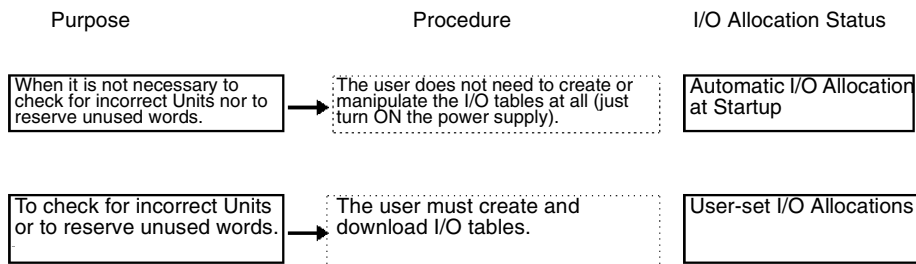 Purpose
Procedure
I/O Allocation Status
When it is not necessary to
check for incorrect Units nor to
reserve unused words.
The user does not need to create or
manipulate the I/O tables at all (just
turn ON the power supply).
Automatic I/O Allocation
at Startup
To check for incorrect Units
or to reserve unused words.
The user must create and
download I/O tables.
User-set I/O Allocations